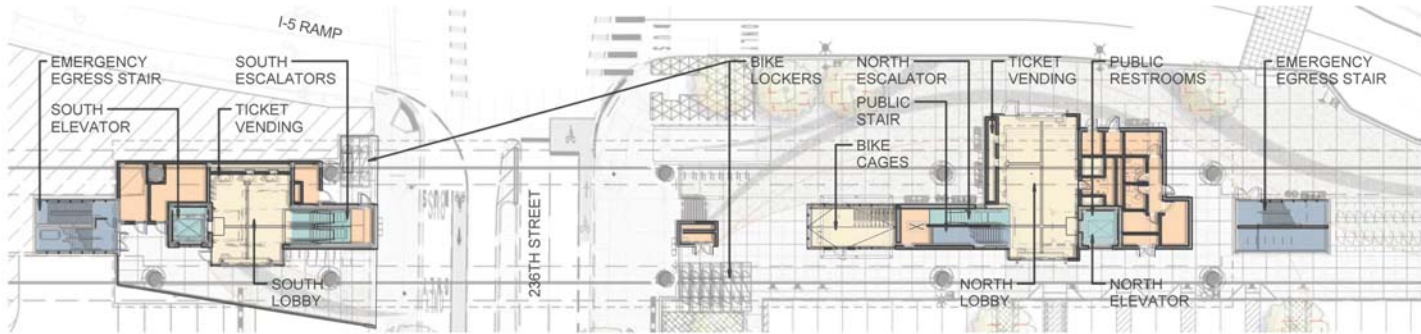 I-5 RAMP
EMERGENCY
EGRESS STAIR
SOUTH
ELEVATOR
TICKET
VENDING
SOUTH
ESCALATORS
SOUTH
LOBBY
236TH STREET
BIKE
LOCKERS
BIKE
CAGES
NORTH
ESCALATOR
PUBLIC
STAIR
TICKET
VENDING
PUBLIC
RESTROOMS
NORTH
LOBBY
NORTH
ELEVATOR
EMERGENCY
EGRESS STAIR